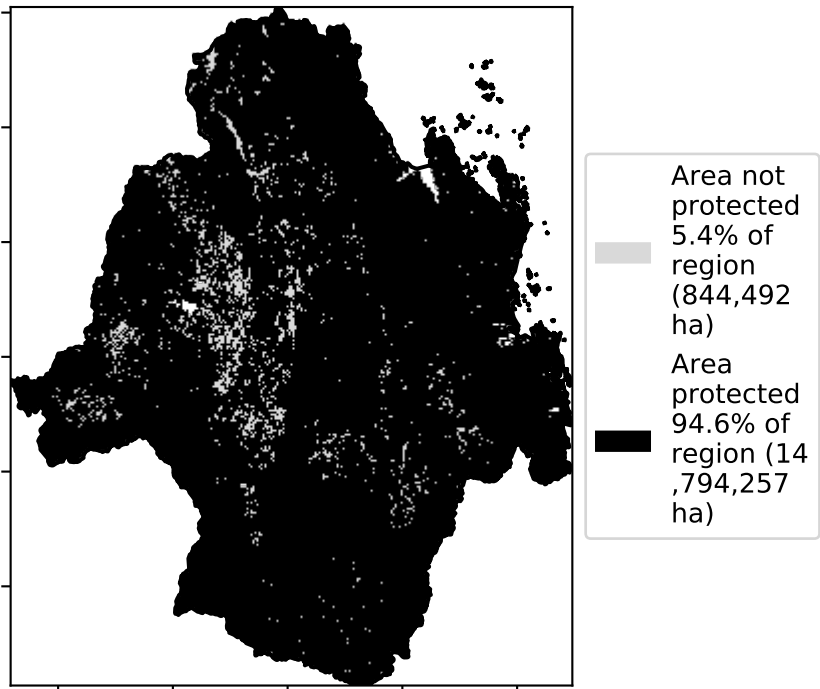 Area not
protected
5.4% of
region
(844,492
ha)
Area
protected
94.6% of
region (14
,794,257
ha)